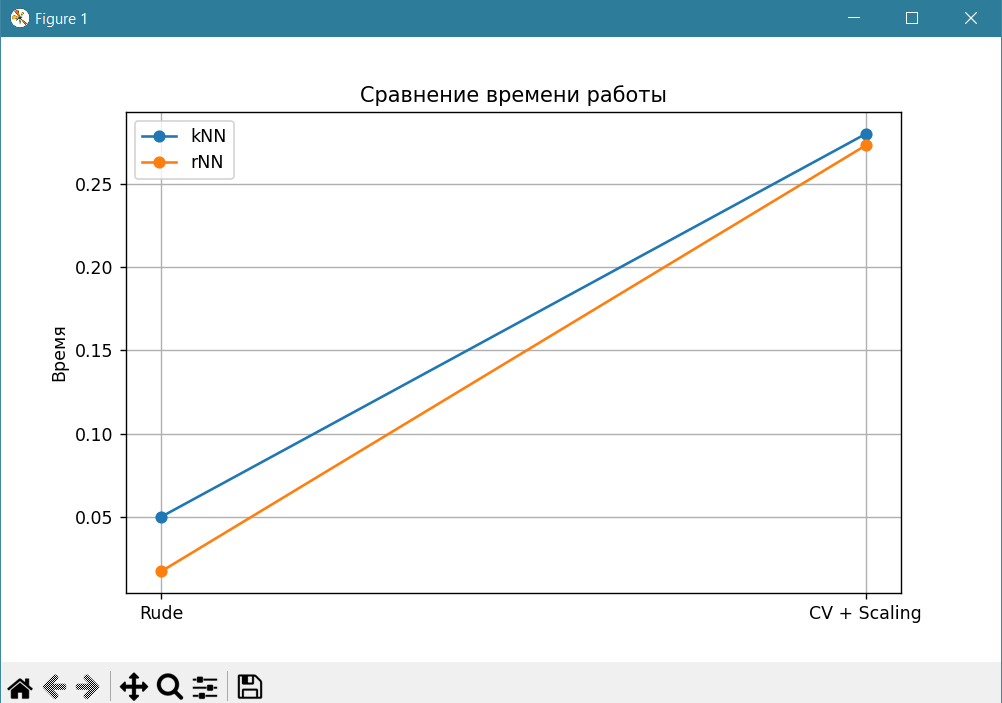 Figure 1
Сравнение времени работы
kNN
rNN
0.25
0.20
0.15
0.10
0.05
Время
Rude
CV + Scaling